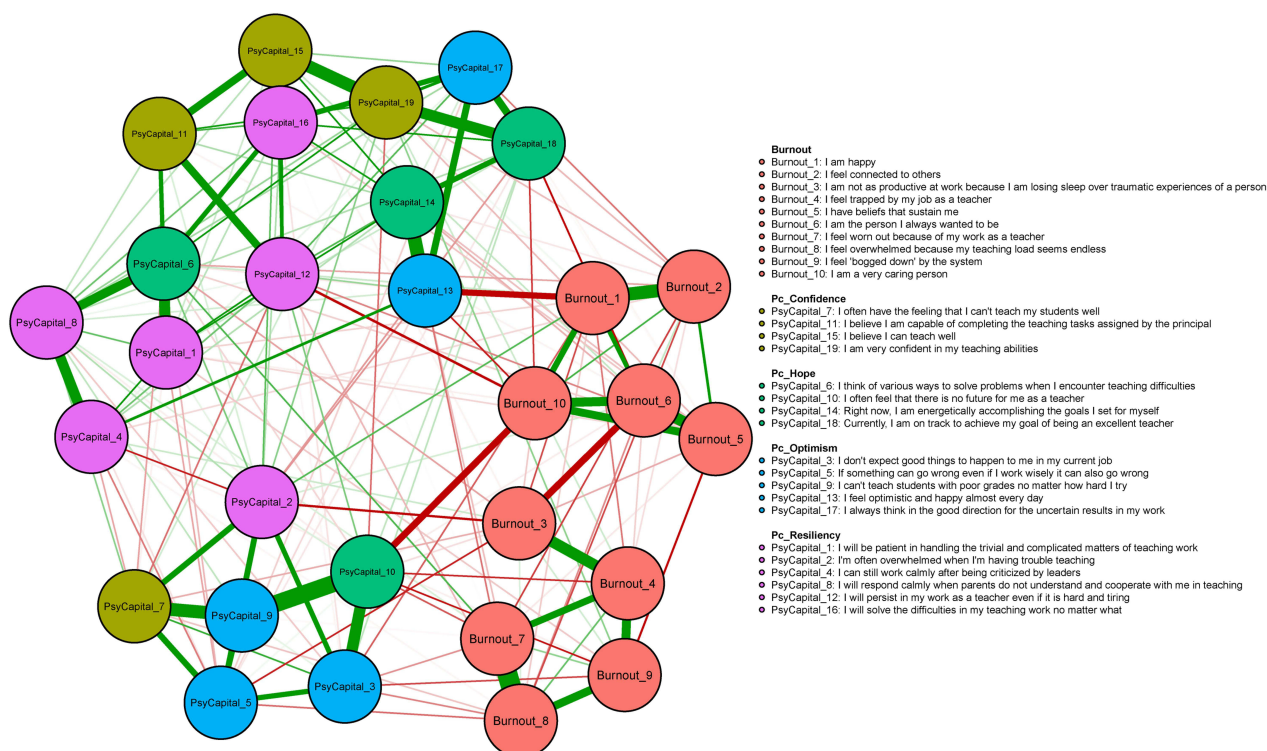 PsyCapital_15
PsyCapital_17
PsyCapital_19
PsyCapital_16
PsyCapital_11
PsyCapital_18
PsyCapital_14
PsyCapital_6
PsyCapital_12
PsyCapital_13
Burnout_2
Burnout_1
PsyCapital_8
PsyCapital_1
Burnout_6
Burnout_10
PsyCapital_4
Burnout_5
PsyCapital_2
Burnout_3
PsyCapital_10
Burnout_4
PsyCapital_7
PsyCapital_9
Burnout_7
Burnout_9
PsyCapital_3
PsyCapital_5
Burnout_8
Burnout
Burnout_1: I am happy
Burnout_2: I feel connected to others
Burnout_3: I am not as productive at work because I am losing sleep over traumatic experiences of a person
Burnout_4: I feel trapped by my job as a teacher
Burnout_5: I have beliefs that sustain me
Burnout_6: I am the person I always wanted to be
Burnout_7: I feel worn out because of my work as a teacher
Burnout_8: I feel overwhelmed because my teaching load seems endless
Burnout_9: I feel 'bogged down' by the system
Burnout_10: I am a very caring person
Pc_Confidence
PsyCapital_7: I often have the feeling that I can't teach my students well
PsyCapital_11: I believe I am capable of completing the teaching tasks assigned by the principal
PsyCapital_15: I believe I can teach well
PsyCapital_19: I am very confident in my teaching abilities
Pc_Hope
PsyCapital_6: I think of various ways to solve problems when I encounter teaching difficulties
PsyCapital_10: I often feel that there is no future for me as a teacher
PsyCapital_14: Right now, I am energetically accomplishing the goals I set for myself
PsyCapital_18: Currently, I am on track to achieve my goal of being an excellent teacher
Pc_Optimism
PsyCapital_3: I don't expect good things to happen to me in my current job
PsyCapital_5: If something can go wrong even if I work wisely it can also go wrong
PsyCapital_9: I can't teach students with poor grades no matter how hard I try
PsyCapital_13: I feel optimistic and happy almost every day
PsyCapital_17: I always think in the good direction for the uncertain results in my work
Pc_Resiliency
PsyCapital_1: I will be patient in handling the trivial and complicated matters of teaching work
PsyCapital_2: I'm often overwhelmed when I'm having trouble teaching
PsyCapital_4: I can still work calmly after being criticized by leaders
PsyCapital_8: I will respond calmly when parents do not understand and cooperate with me in teaching
PsyCapital_12: I will persist in my work as a teacher even if it is hard and tiring
PsyCapital_16: I will solve the difficulties in my teaching work no matter what